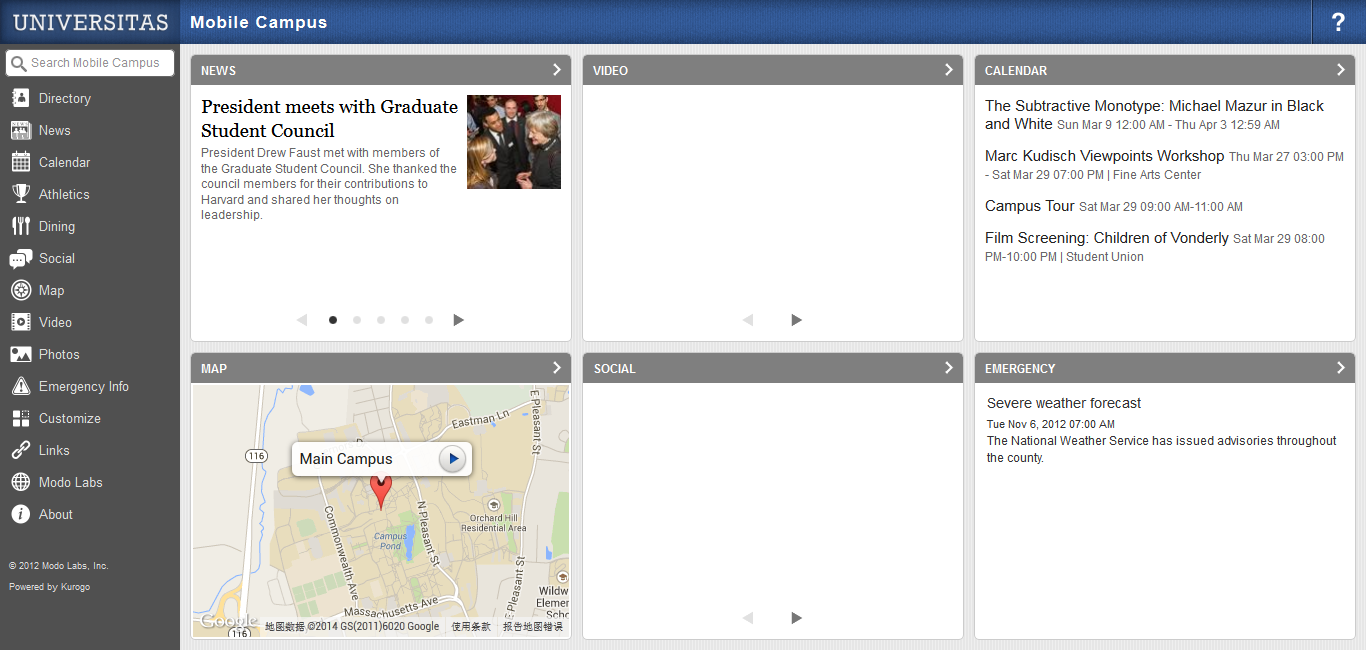 UNIVERSITAS
Mobile Campus
?
Search Mobile Campus
Directory
News
Calendar
Athletics
Dining
Social
Map
Video
Photos
Emergency Info
Customize
Links
Modo Labs
About
© 2012 Modo Labs, Inc.
Powered by Kurogo
NEWS
President meets with Graduate
Student Council
President Drew Faust met with members of
the Graduate Student Council. She thanked the
council members for their contributions to
Harvard and shared her thoughts on
leadership.
VIDEO
CALENDAR
The Subtractive Monotype: Michael Mazur in Black
and White Sun Mar 9 12:00 AM - Thu Apr 3 12:59 AM
Marc Kudisch Viewpoints Workshop Thu Mar 27 03:00 PM
- Sat Mar 29 07:00 PM | Fine Arts Center
Campus Tour Sat Mar 29 09:00 AM-11:00 AM
Film Screening: Children of Vonderly Sat Mar 29 08:00
PM-10:00 PM | Student Union
MAP
Eastman Ln
E Pleasant St
116
Main Campus
N Pleasant St
Commonwealth Ave
Orchard Hill
Residential Area
Campus
Pond
E Pleasant St
Wildw
Elemen
Scho
Massachusetts Ave
Google
116
地图数据 ©2014 GS(2011)6020 Google
使用条款
报告地图错误
SOCIAL
EMERGENCY
Severe weather forecast
Tue Nov 6, 2012 07:00 AM
The National Weather Service has issued advisories throughout
the county.